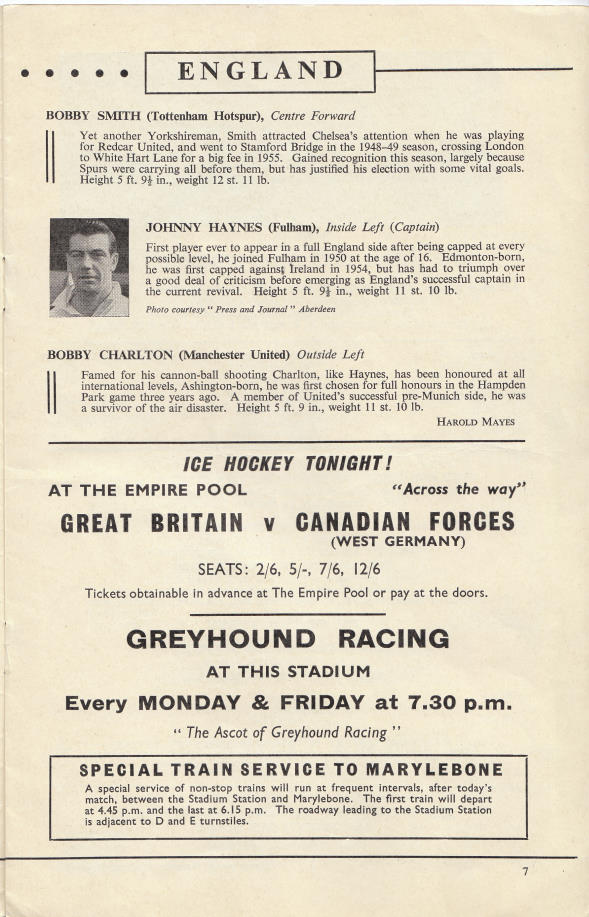 ENGLAND
BOBBY SMITH (Tottenham Hotspur), Centre Forward
Yet another Yorkshireman, Smith attracted Chelsea's attention when he was playing
for Redcar United, and went to Stamford Bridge in the 1948–49 season, crossing London
to White Hart Lane for a big fee in 1955. Gained recognition this season, largely because
Spurs were carrying all before them, but has justified his election with some vital goals.
Height 5 ft. 9½ in., weight 12 st. 11 lb.
JOHNNY HAYNES (Fulham), Inside Left (Captain)
First player ever to appear in a full England side after being capped at every
possible level, he joined Fulham in 1950 at the age of 16. Edmonton-born,
he was first capped against Ireland in 1954, but has had to triumph over
a good deal of criticism before emerging as England's successful captain in
the current revival. Height 5 ft. 9½ in., weight 11 st. 10 lb.
Photo courtesy " Press and Journal " Aberdeen
BOBBY CHARLTON (Manchester United) Outside Left
Famed for his cannon-ball shooting Charlton, like Haynes, has been honoured at all
international levels, Ashington-born, he was first chosen for full honours in the Hampden
Park game three years ago. A member of United's successful pre-Munich side, he was
a survivor of the air disaster. Height 5 ft. 9 in., weight 11 st. 10 lb.
HAROLD MAYES
ICE HOCKEY TONIGHT!
AT THE EMPIRE POOL "Across the way"
GREAT BRITAIN v CANADIAN FORCES
(WEST GERMANY)
SEATS: 2/6, 5/-, 7/6, 12/6
Tickets obtainable in advance at The Empire Pool or pay at the doors.
GREYHOUND RACING
AT THIS STADIUM
Every MONDAY & FRIDAY at 7.30 p.m.
" The Ascot of Greyhound Racing "
SPECIAL TRAIN SERVICE TO MARYLEBONE
A special service of non-stop trains will run at frequent intervals, after today's
match, between the Stadium Station and Marylebone. The first train will depart
at 4.45 p.m. and the last at 6.15 p.m. The roadway leading to the Stadium Station
is adjacent to D and E turnstiles.
7